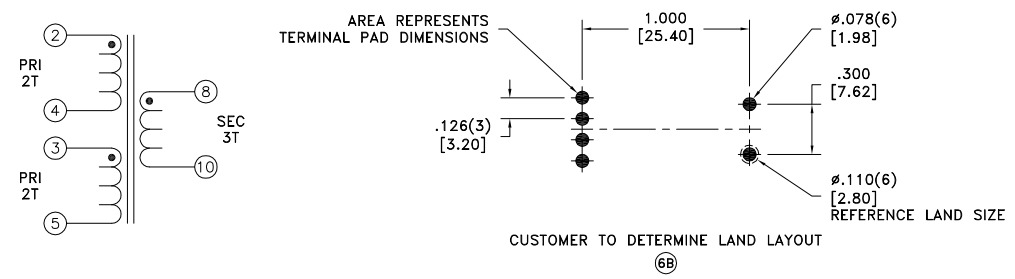 2
PRI
2T
4
3
PRI
2T
5
8
SEC
3T
10
AREA REPRESENTS
TERMINAL PAD DIMENSIONS
1.000
[25.40]
ø.078(6)
[1.98]
.300
[7.62]
.126(3)
[3.20]
ø.110(6)
[2.80]
REFERENCE LAND SIZE
CUSTOMER TO DETERMINE LAND LAYOUT
6B